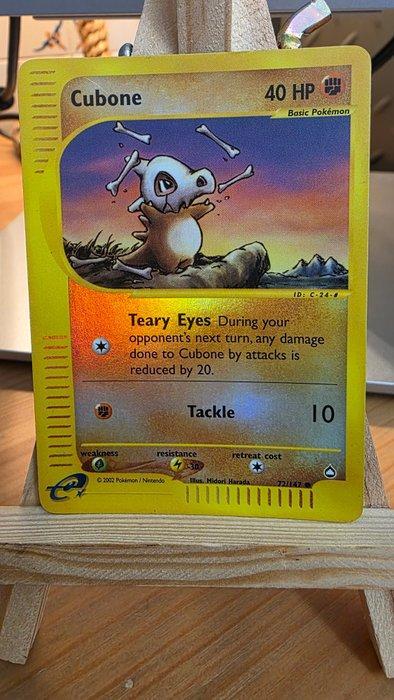 Cubone 40 HP
Basic Pokémon
ID: C-24-#
Teary Eyes During your
opponent's next turn, any damage
done to Cubone by attacks is
reduced by 20.
Tackle 10
weakness resistance retreat cost
-30
© 2002 Pokémon / Nintendo Illus. Midori Harada 72/147
e